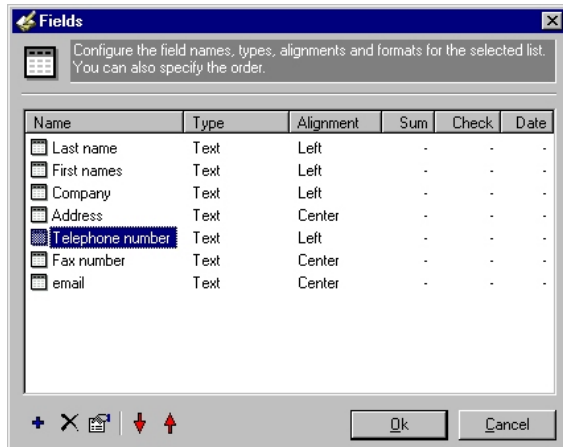 Fields
Configure the field names, types, alignments and formats for the selected list.
You can also specify the order.
Name Type Alignment Sum Check Date
Last name Text Left - - -
First names Text Left - - -
Company Text Left - - -
Address Text Center - - -
Telephone number Text Left - - -
Fax number Text Center - - -
email Text Center - - -
Ok Cancel